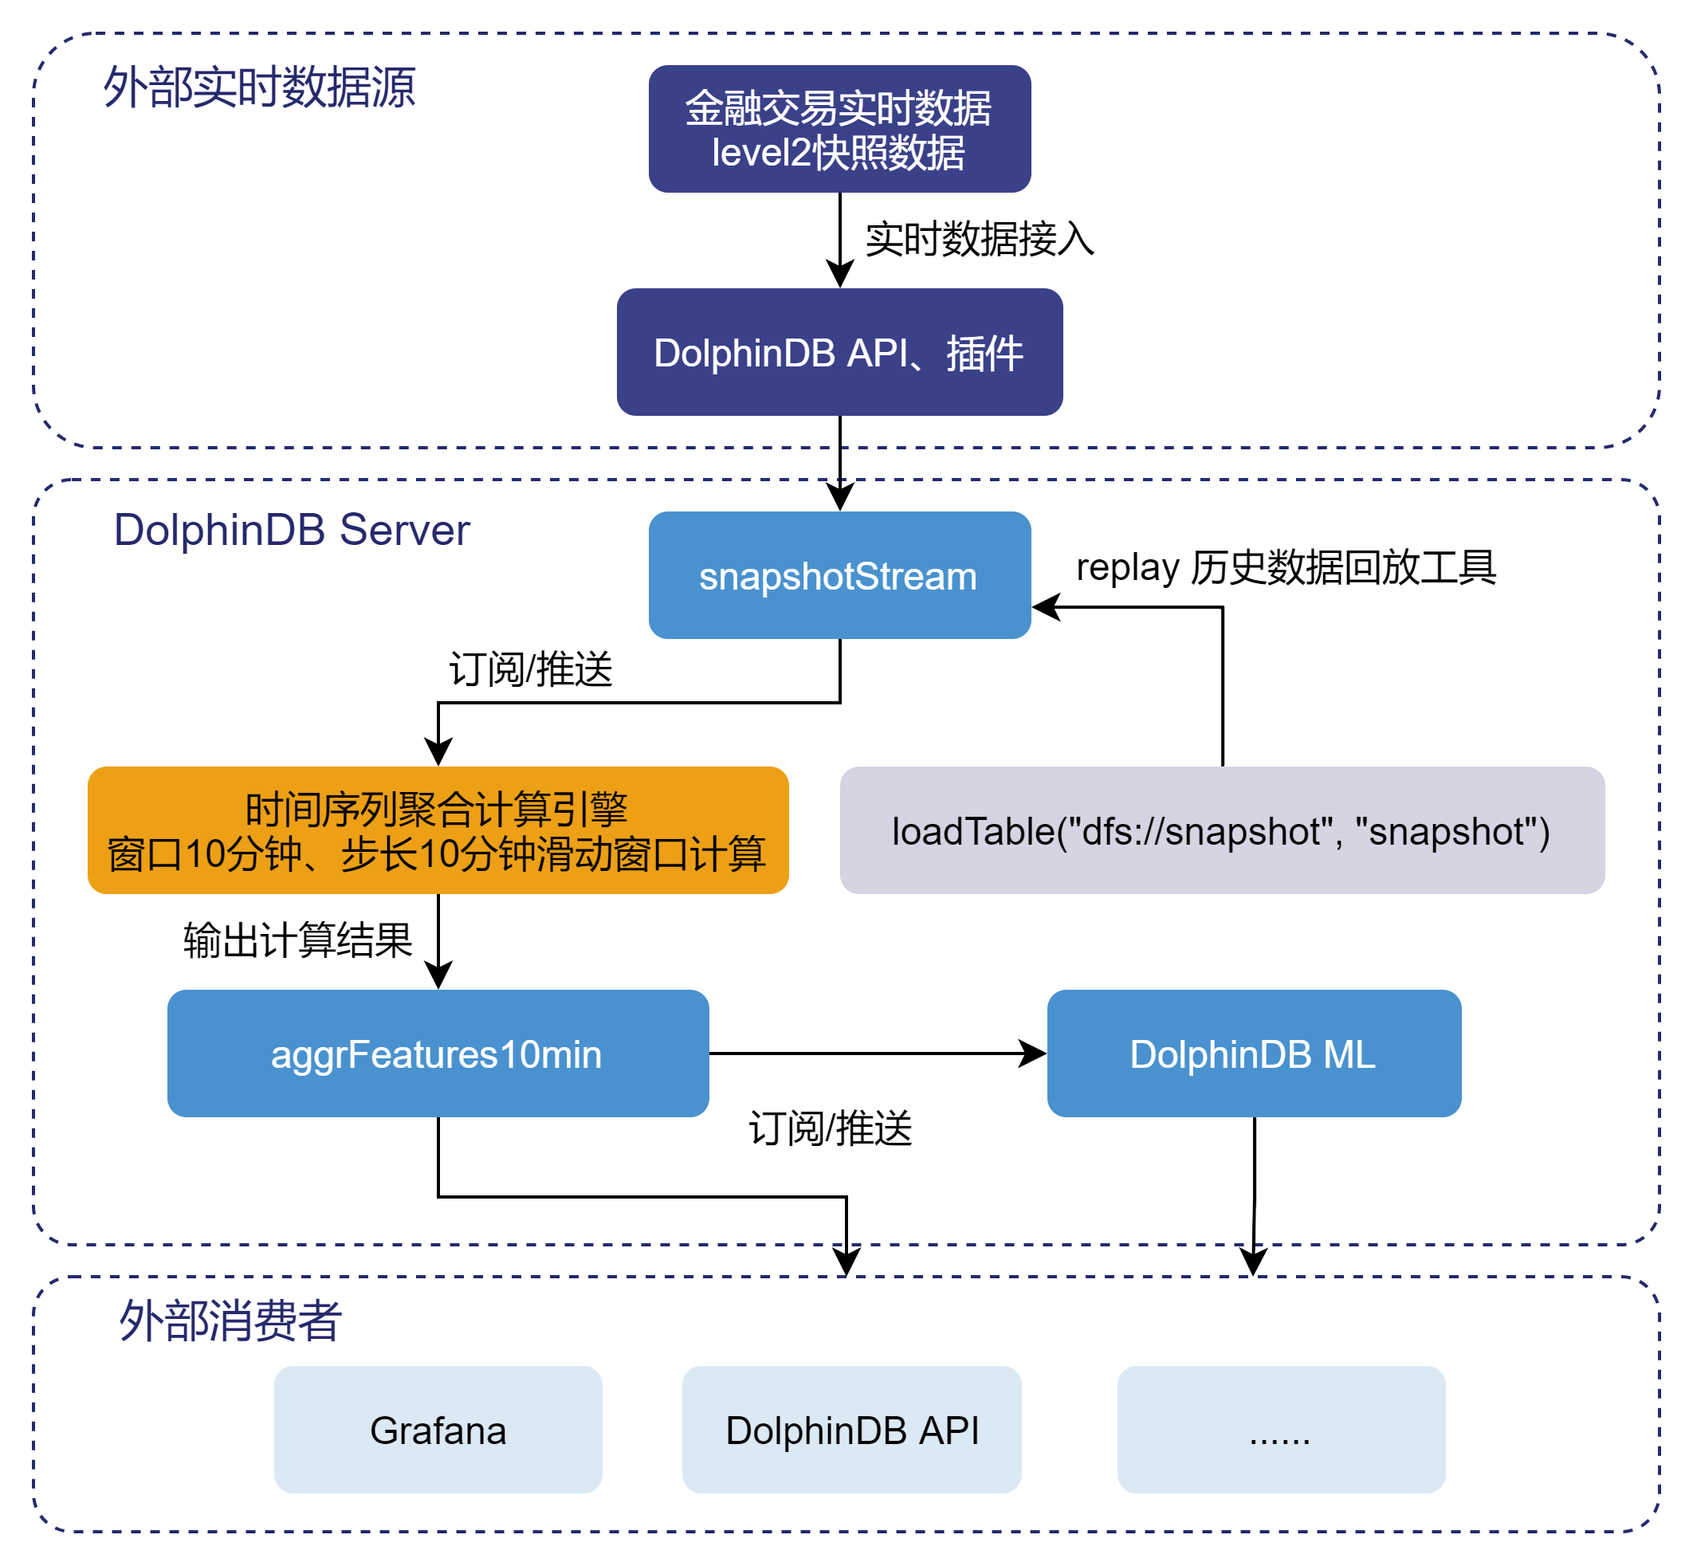 外部实时数据源
金融交易实时数据
level2快照数据
实时数据接入
DolphinDB API、插件
DolphinDB Server
snapshotStream
replay 历史数据回放工具
订阅/推送
时间序列聚合计算引擎
窗口10分钟、步长10分钟滑动窗口计算
loadTable("dfs://snapshot", "snapshot")
输出计算结果
aggrFeatures10min
DolphinDB ML
订阅/推送
外部消费者
Grafana
DolphinDB API
......